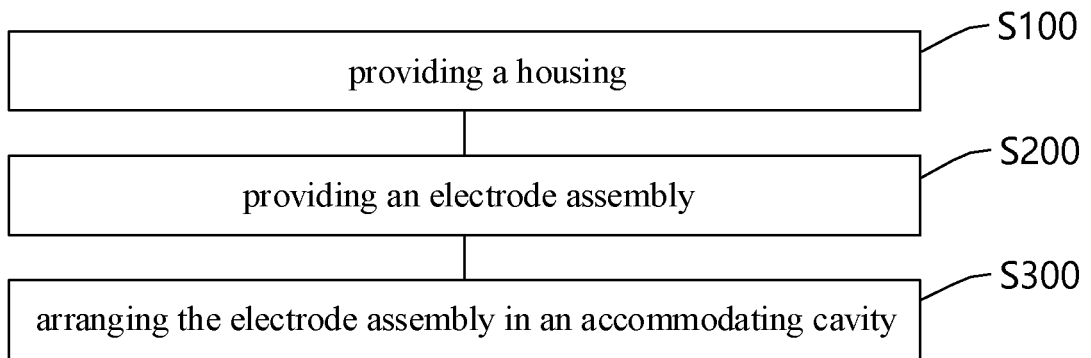 S100
providing a housing
S200
providing an electrode assembly
S300
arranging the electrode assembly in an accommodating cavity